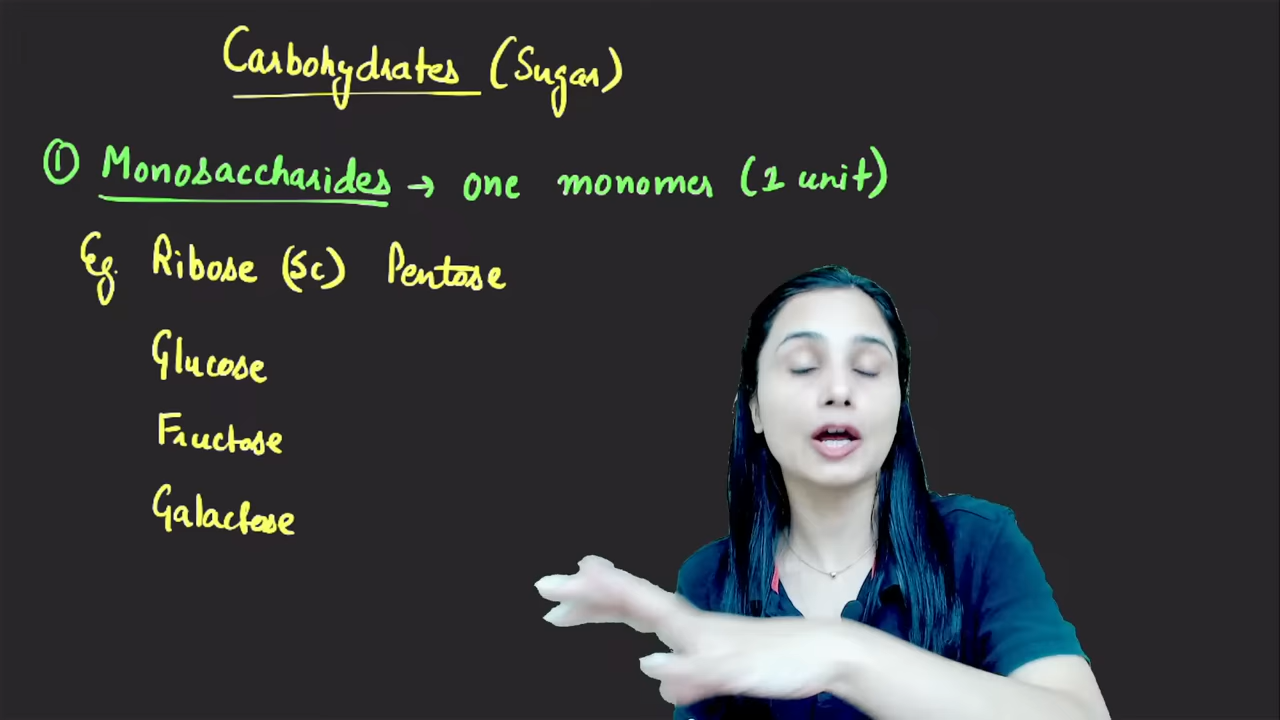 Carbohydrates (Sugar)
① Monosaccharides → one monomer (1 unit)
Eg. Ribose (5c) Pentose
Glucose
Fructose
Galactose